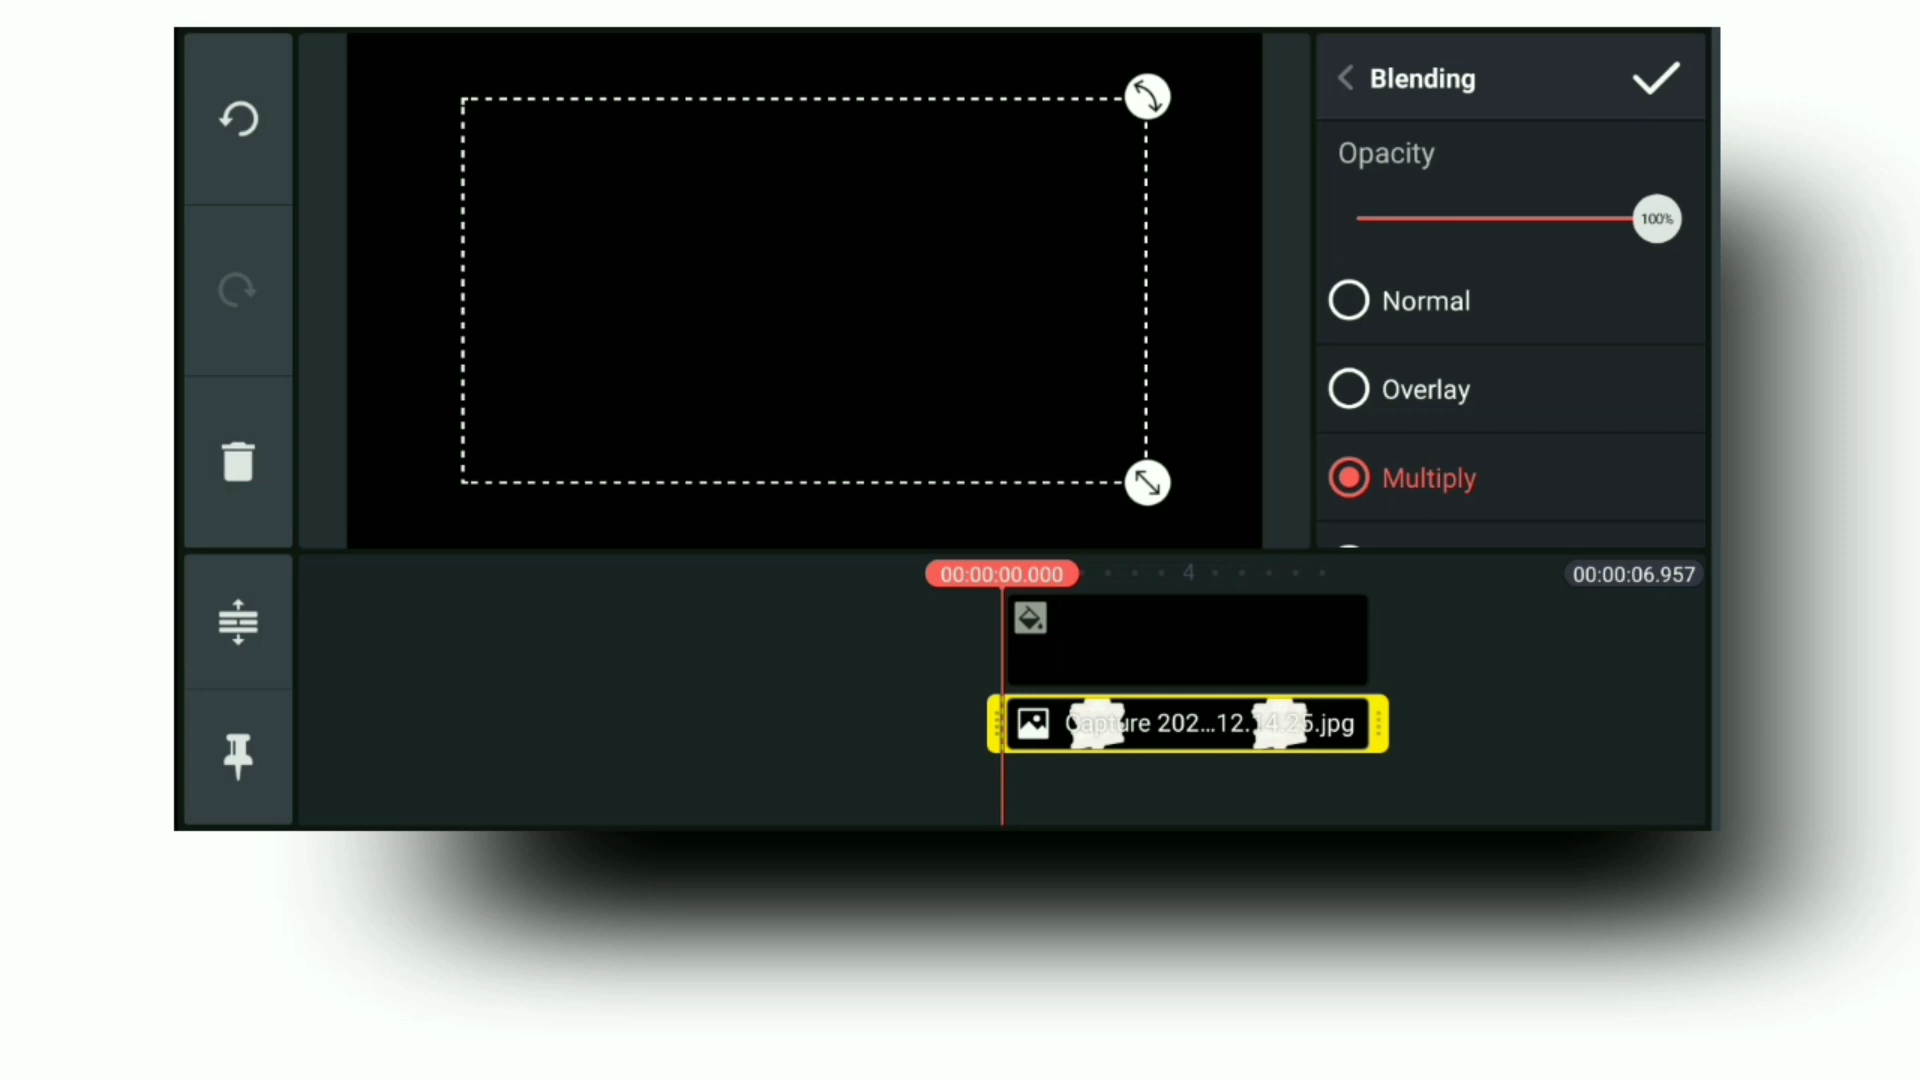 Blending
Opacity
100%
Normal
Overlay
Multiply
00:00:00.000
4
00:00:06.957
Capture 202...12.14.25.jpg